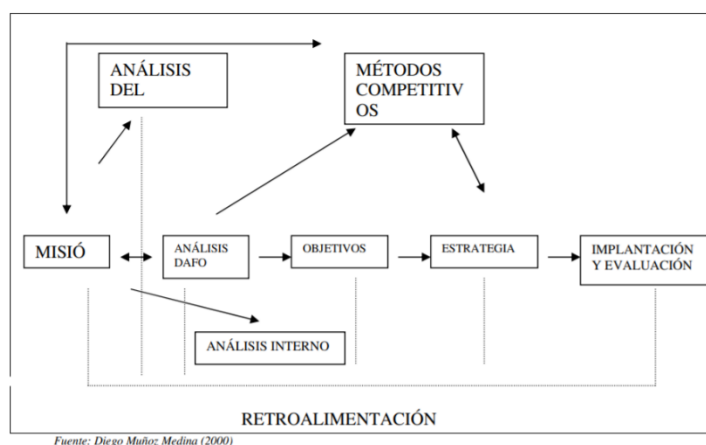 ANÁLISIS
DEL
MÉTODOS
COMPETITIV
OS
MISIÓ
ANÁLISIS
DAFO
OBJETIVOS
ESTRATEGIA
IMPLANTACIÓN
Y EVALUACIÓN
ANÁLISIS INTERNO
RETROALIMENTACIÓN
Fuente: Diego Muñoz Medina (2000)